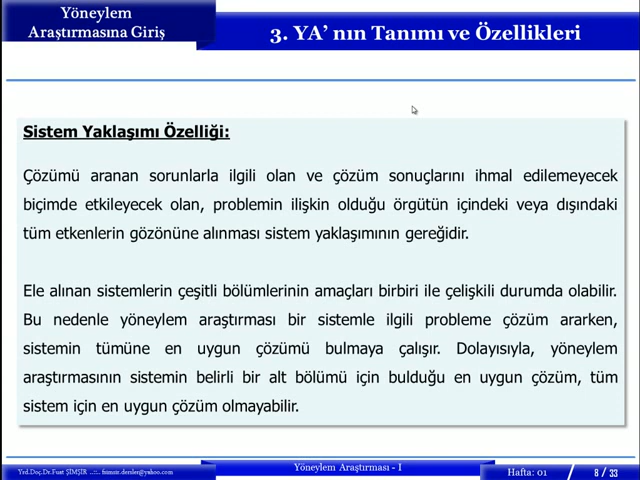 Yöneylem
Araştırmasına Giriş
3. YA’ nın Tanımı ve Özellikleri
Sistem Yaklaşımı Özelliği:
Çözümü aranan sorunlarla ilgili olan ve çözüm sonuçlarını ihmal edilemeyecek
biçimde etkileyecek olan, problemin ilişkin olduğu örgütün içindeki veya dışındaki
tüm etkenlerin gözönüne alınması sistem yaklaşımının gereğidir.
Ele alınan sistemlerin çeşitli bölümlerinin amaçları birbiri ile çelişkili durumda olabilir.
Bu nedenle yöneylem araştırması bir sistemle ilgili probleme çözüm ararken,
sistemin tümüne en uygun çözümü bulmaya çalışır. Dolayısıyla, yöneylem
araştırmasının sistemin belirli bir alt bölümü için bulduğu en uygun çözüm, tüm
sistem için en uygun çözüm olmayabilir.
Yrd.Doç.Dr.Fuat ŞİMŞİR ..::.. fsimsir.dersler@yahoo.com
Yöneylem Araştırması - I
Hafta: 01
8 / 33